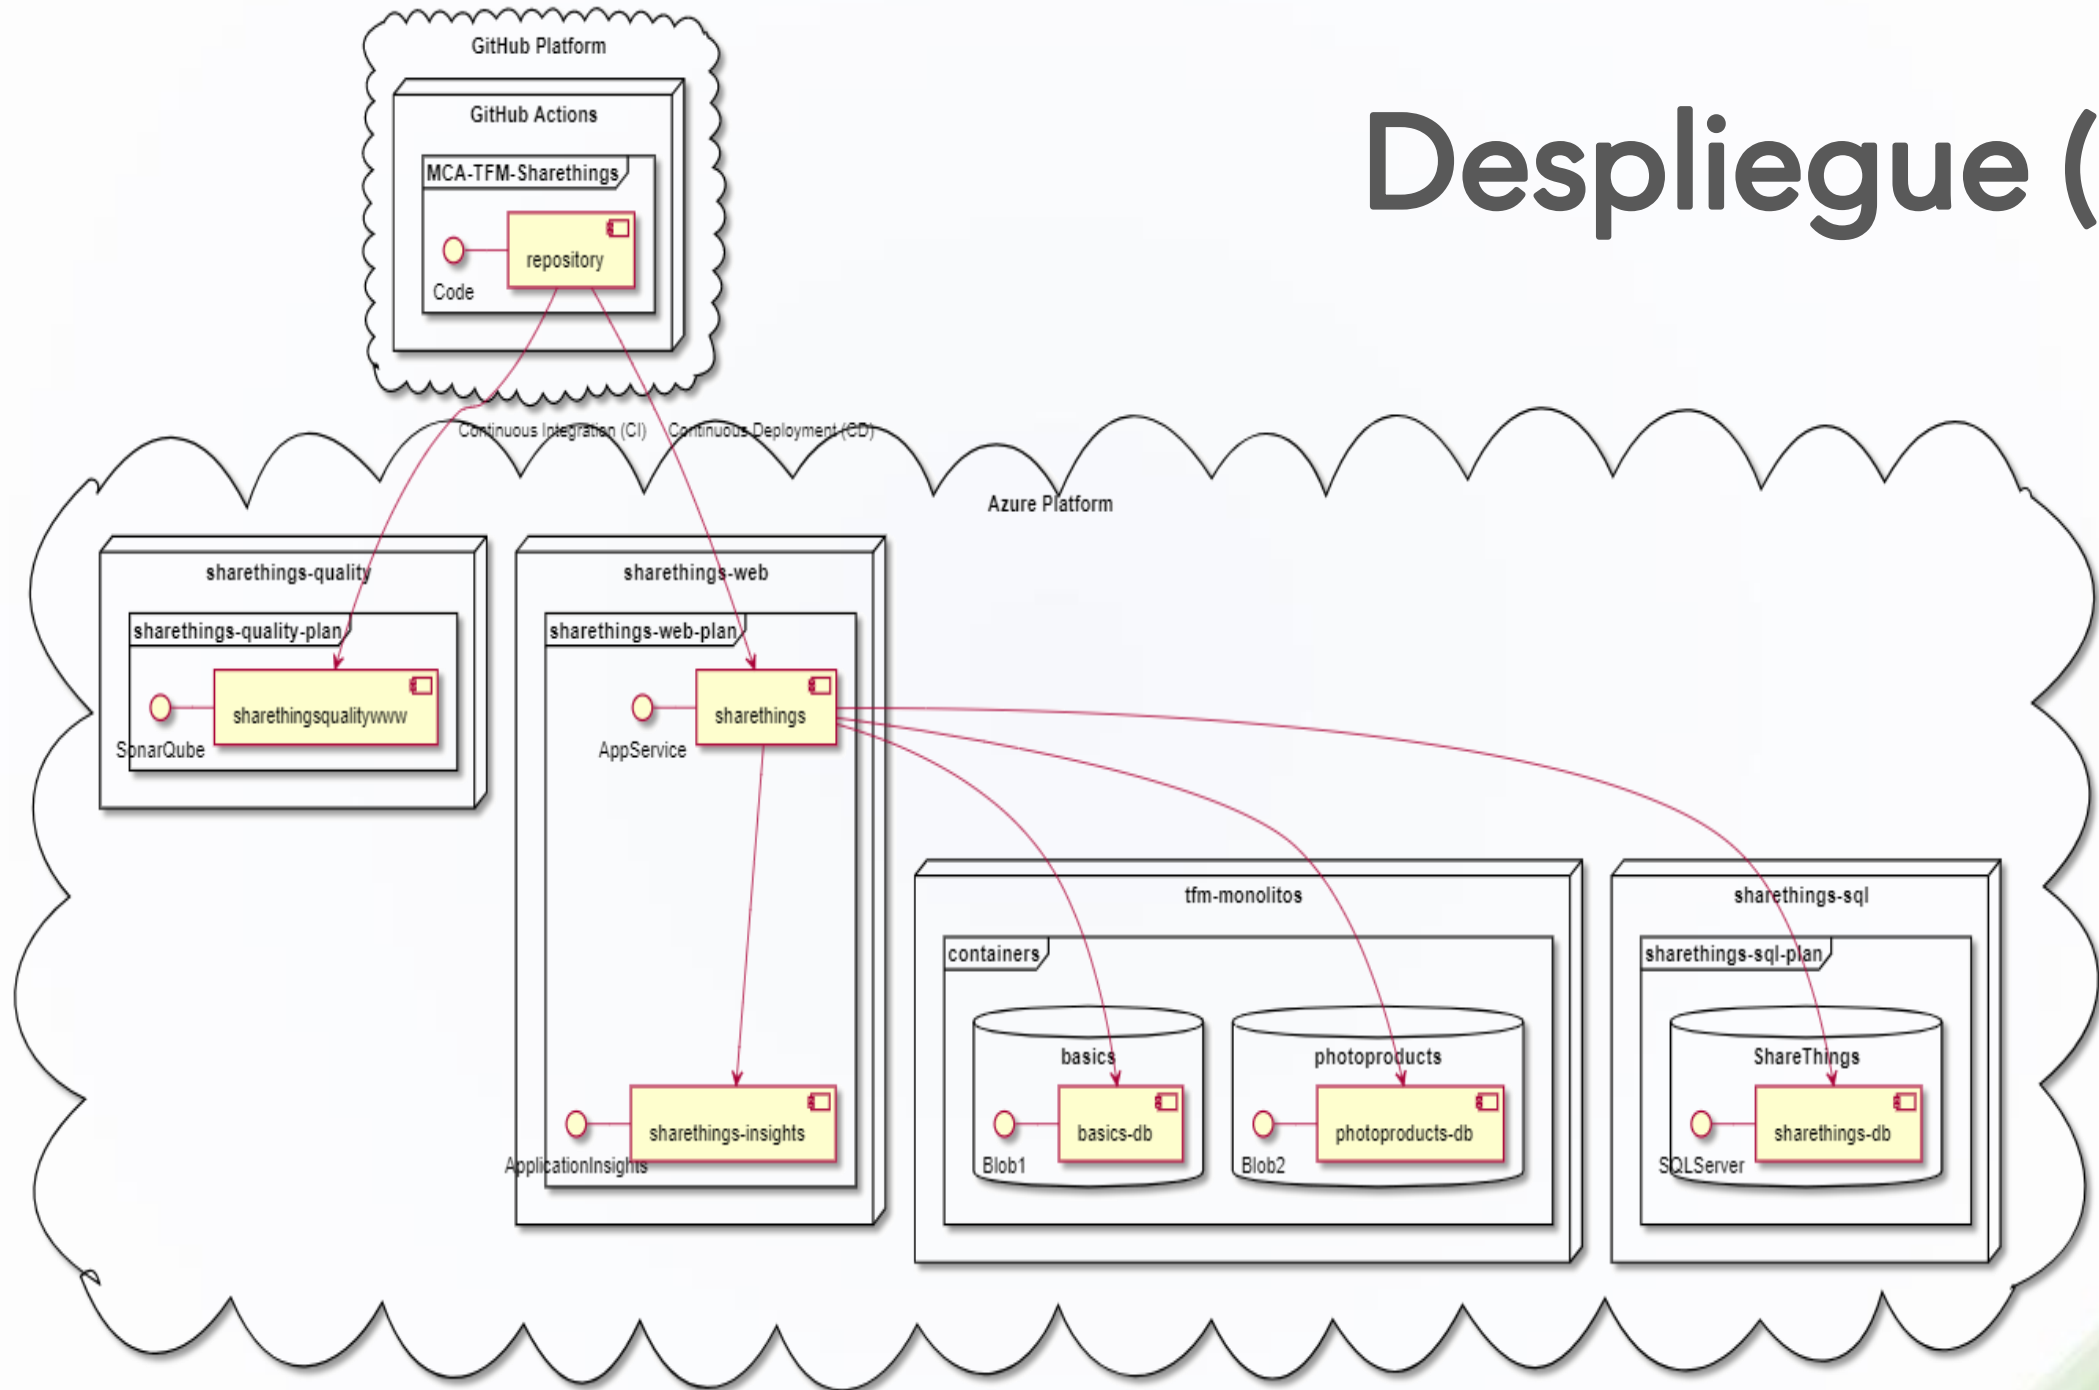 GitHub Platform
GitHub Actions
MCA-TFM-Sharethings
repository
Code
Despliegue (
Continuous Integration (CI)
Continuous Deployment (CD)
Azure Platform
sharethings-quality
sharethings-quality-plan
sharethingsqualitywww
SonarQube
sharethings-web
sharethings-web-plan
sharethings
AppService
sharethings-insights
ApplicationInsights
tfm-monolitos
containers
basics
basics-db
Blob1
photoproducts
photoproducts-db
Blob2
sharethings-sql
sharethings-sql-plan
ShareThings
sharethings-db
SQLServer